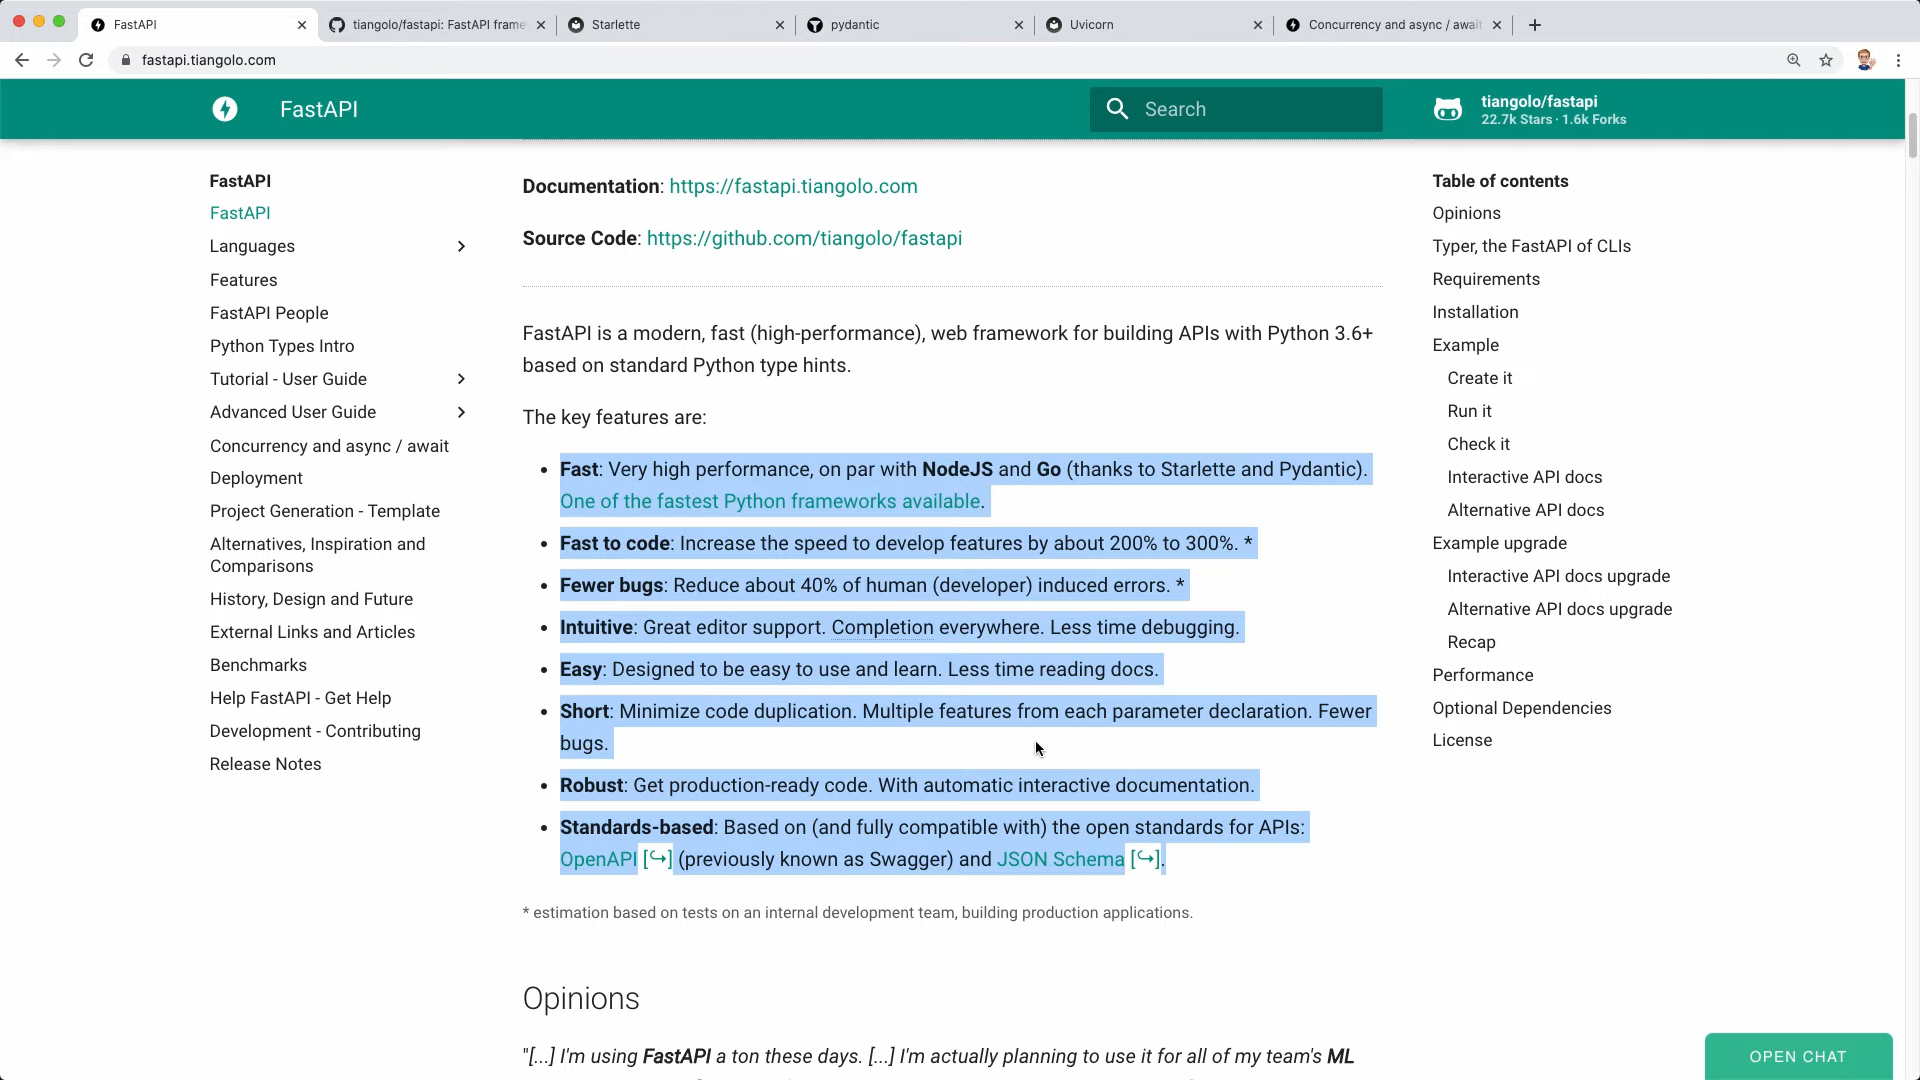 FastAPI
tiangolo/fastapi: FastAPI frame
Starlette
pydantic
Uvicorn
Concurrency and async / await
fastapi.tiangolo.com
FastAPI
Search
tiangolo/fastapi
22.7k Stars · 1.6k Forks
FastAPI
FastAPI
Languages
Features
FastAPI People
Python Types Intro
Tutorial - User Guide
Advanced User Guide
Concurrency and async / await
Deployment
Project Generation - Template
Alternatives, Inspiration and
Comparisons
History, Design and Future
External Links and Articles
Benchmarks
Help FastAPI - Get Help
Development - Contributing
Release Notes
Documentation: https://fastapi.tiangolo.com
Source Code: https://github.com/tiangolo/fastapi
FastAPI is a modern, fast (high-performance), web framework for building APIs with Python 3.6+
based on standard Python type hints.
The key features are:
• Fast: Very high performance, on par with NodeJS and Go (thanks to Starlette and Pydantic).
One of the fastest Python frameworks available.
• Fast to code: Increase the speed to develop features by about 200% to 300%. *
• Fewer bugs: Reduce about 40% of human (developer) induced errors. *
• Intuitive: Great editor support. Completion everywhere. Less time debugging.
• Easy: Designed to be easy to use and learn. Less time reading docs.
• Short: Minimize code duplication. Multiple features from each parameter declaration. Fewer
bugs.
• Robust: Get production-ready code. With automatic interactive documentation.
• Standards-based: Based on (and fully compatible with) the open standards for APIs:
OpenAPI [↪] (previously known as Swagger) and JSON Schema [↪].
* estimation based on tests on an internal development team, building production applications.
Opinions
"[...] I'm using FastAPI a ton these days. [...] I'm actually planning to use it for all of my team's ML
Table of contents
Opinions
Typer, the FastAPI of CLIs
Requirements
Installation
Example
Create it
Run it
Check it
Interactive API docs
Alternative API docs
Example upgrade
Interactive API docs upgrade
Alternative API docs upgrade
Recap
Performance
Optional Dependencies
License
OPEN CHAT